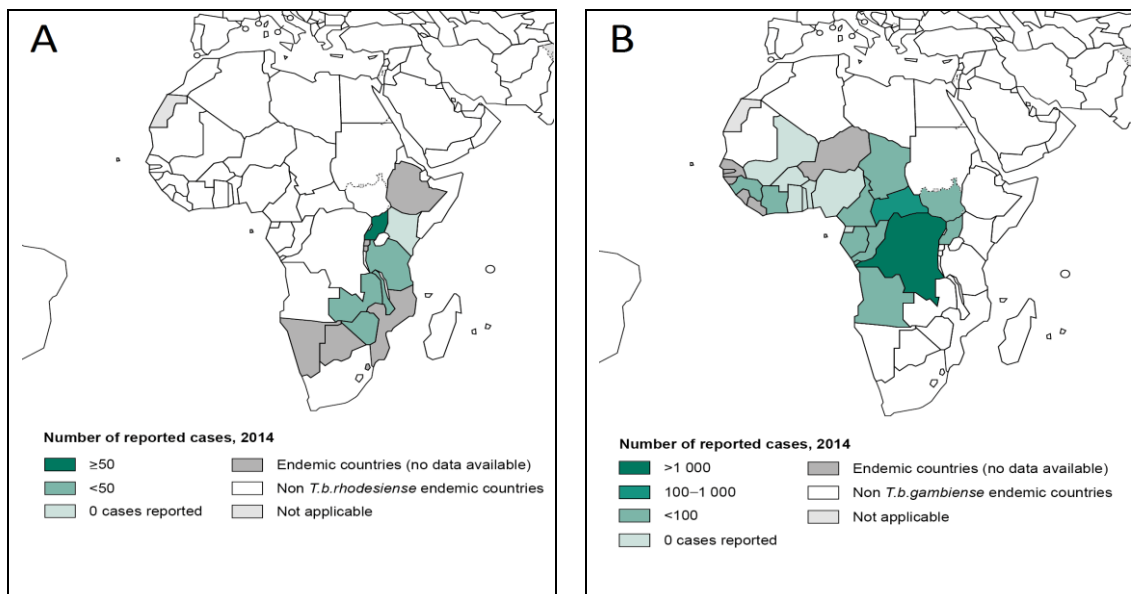 A
Number of reported cases, 2014
≥50
<50
0 cases reported
Endemic countries (no data available)
Non T.b.rhodesiense endemic countries
Not applicable
B
Number of reported cases, 2014
>1 000
100–1 000
<100
0 cases reported
Endemic countries (no data available)
Non T.b.gambiense endemic countries
Not applicable